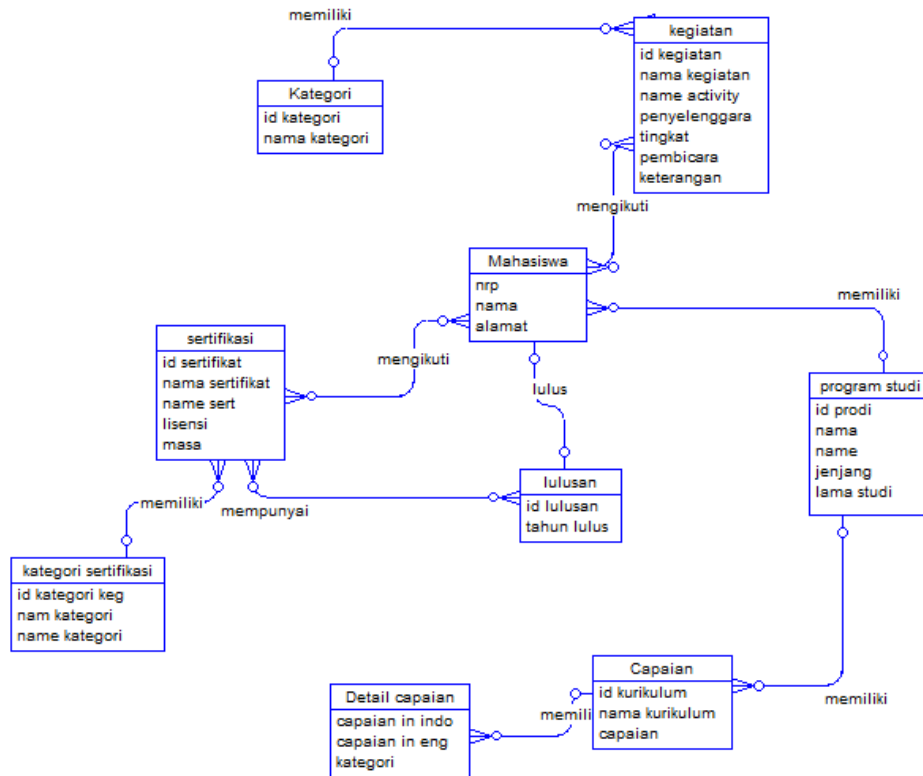 memiliki
kegiatan
id kegiatan
nama kegiatan
name activity
penyelenggara
tingkat
pembicara
keterangan
Kategori
id kategori
nama kategori
mengikuti
Mahasiswa
nrp
nama
alamat
memiliki
sertifikasi
id sertifikat
nama sertifikat
name sert
lisensi
masa
mengikuti
lulus
program studi
id prodi
nama
name
jenjang
lama studi
memiliki
mempunyai
lulusan
id lulusan
tahun lulus
kategori sertifikasi
id kategori keg
nam kategori
name kategori
Capaian
id kurikulum
nama kurikulum
capaian
memiliki
Detail capaian
capaian in indo
capaian in eng
kategori
memili